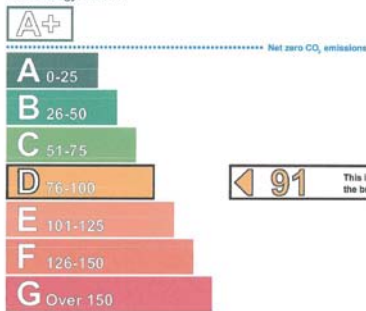 A+
Net zero CO₂ emissions
A 0-25
B 26-50
C 51-75
D 76-100
91
This i
the bu
E 101-125
F 126-150
G Over 150